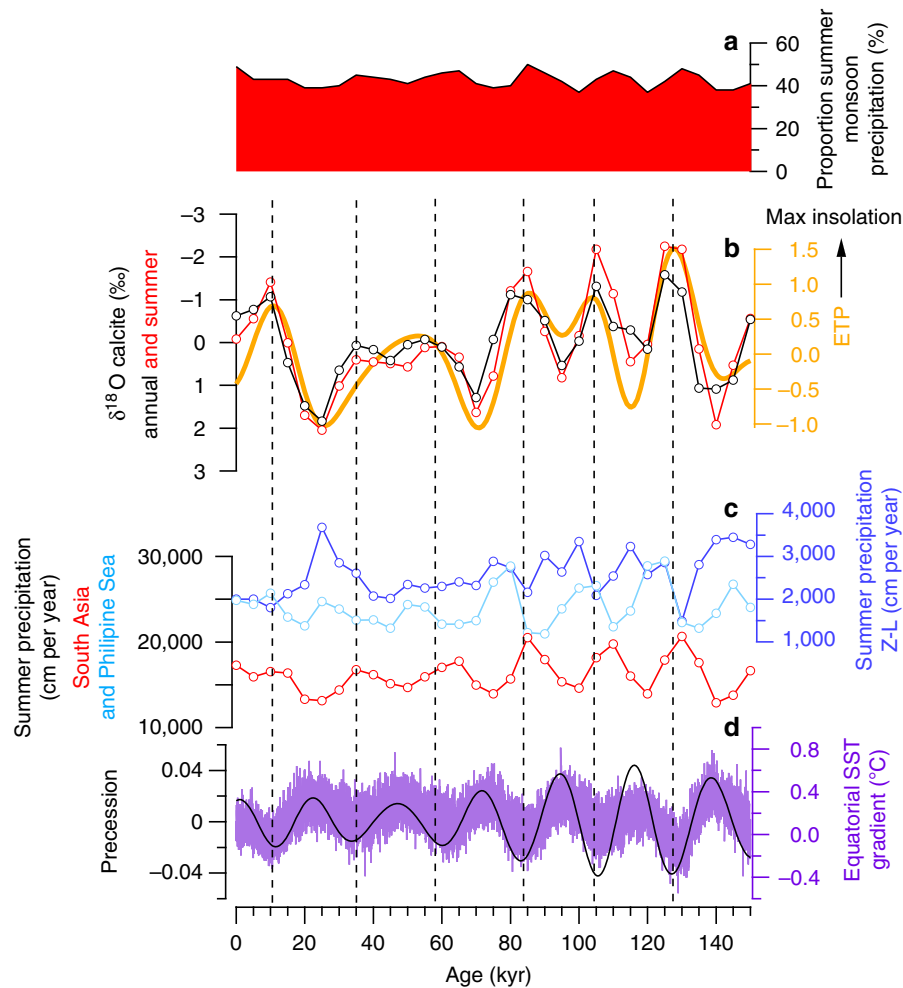 a
60
40
20
0
Proportion summer
monsoon
precipitation (%)
Max insolation
b
–3
–2
–1
0
1
2
3
δ18O calcite (‰)
annual and summer
1.5
1.0
0.5
0.0
–0.5
–1.0
ETP
c
30,000
20,000
10,000
Summer precipitation
(cm per year)
South Asia
and Philipine Sea
4,000
3,000
2,000
1,000
Summer precipitation
Z-L (cm per year)
d
0.04
0
–0.04
Precession
0.8
0.4
0.0
–0.4
Equatorial SST
gradient (°C)
0 20 40 60 80 100 120 140
Age (kyr)